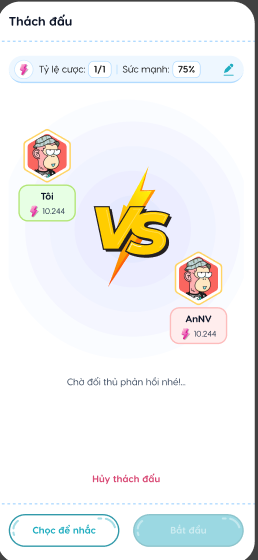 Thách đấu
Tỷ lệ cược: 1/1 Sức mạnh: 75%
Tôi
10.244
VS
AnNV
10.244
Chờ đối thủ phản hồi nhé!...
Hủy thách đấu
Chọc để nhắc Bắt đầu